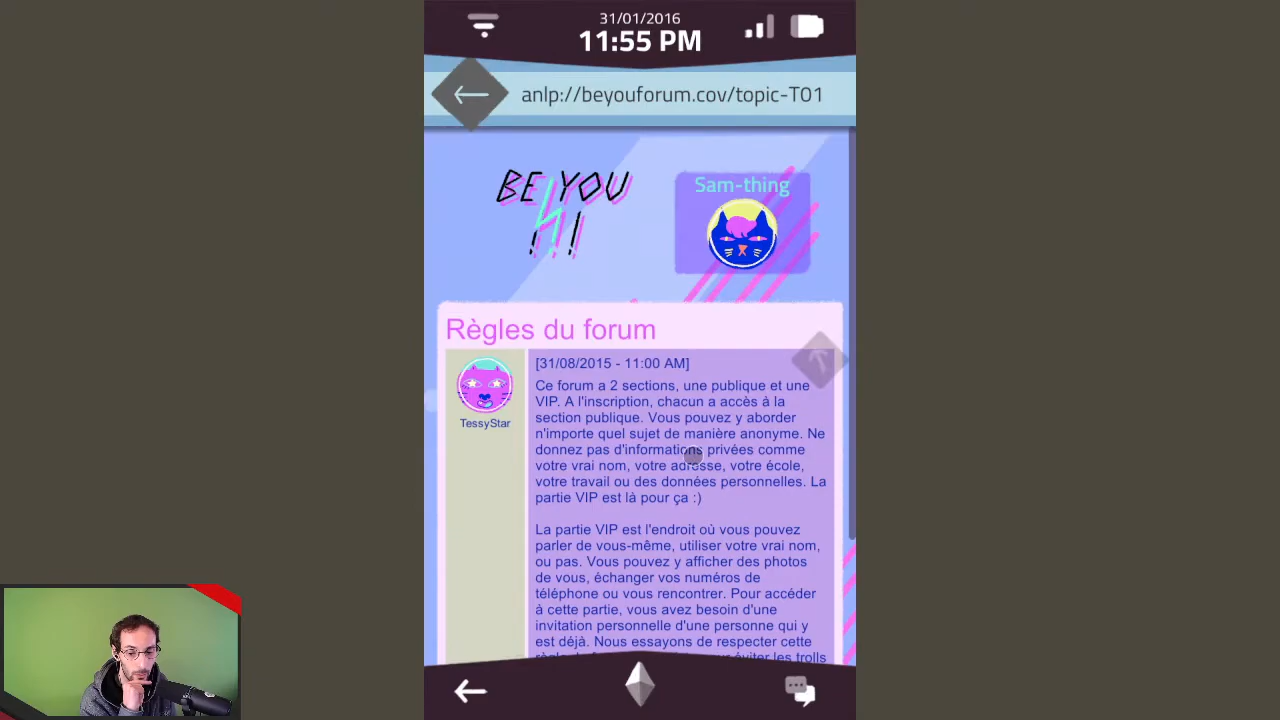 31/01/2016
11:55 PM
anlp://beyouforum.cov/topic-T01
BE YOU
Sam-thing
Règles du forum
[31/08/2015 - 11:00 AM]
TessyStar
Ce forum a 2 sections, une publique et une
VIP. A l'inscription, chacun a accès à la
section publique. Vous pouvez y aborder
n'importe quel sujet de manière anonyme. Ne
donnez pas d'informations privées comme
votre vrai nom, votre adresse, votre école,
votre travail ou des données personnelles. La
partie VIP est là pour ça :)
La partie VIP est l'endroit où vous pouvez
parler de vous-même, utiliser votre vrai nom,
ou pas. Vous pouvez y afficher des photos
de vous, échanger vos numéros de
téléphone ou vous rencontrer. Pour accéder
à cette partie, vous avez besoin d'une
invitation personnelle d'une personne qui y
est déjà. Nous essayons de respecter cette
éviter les trolls